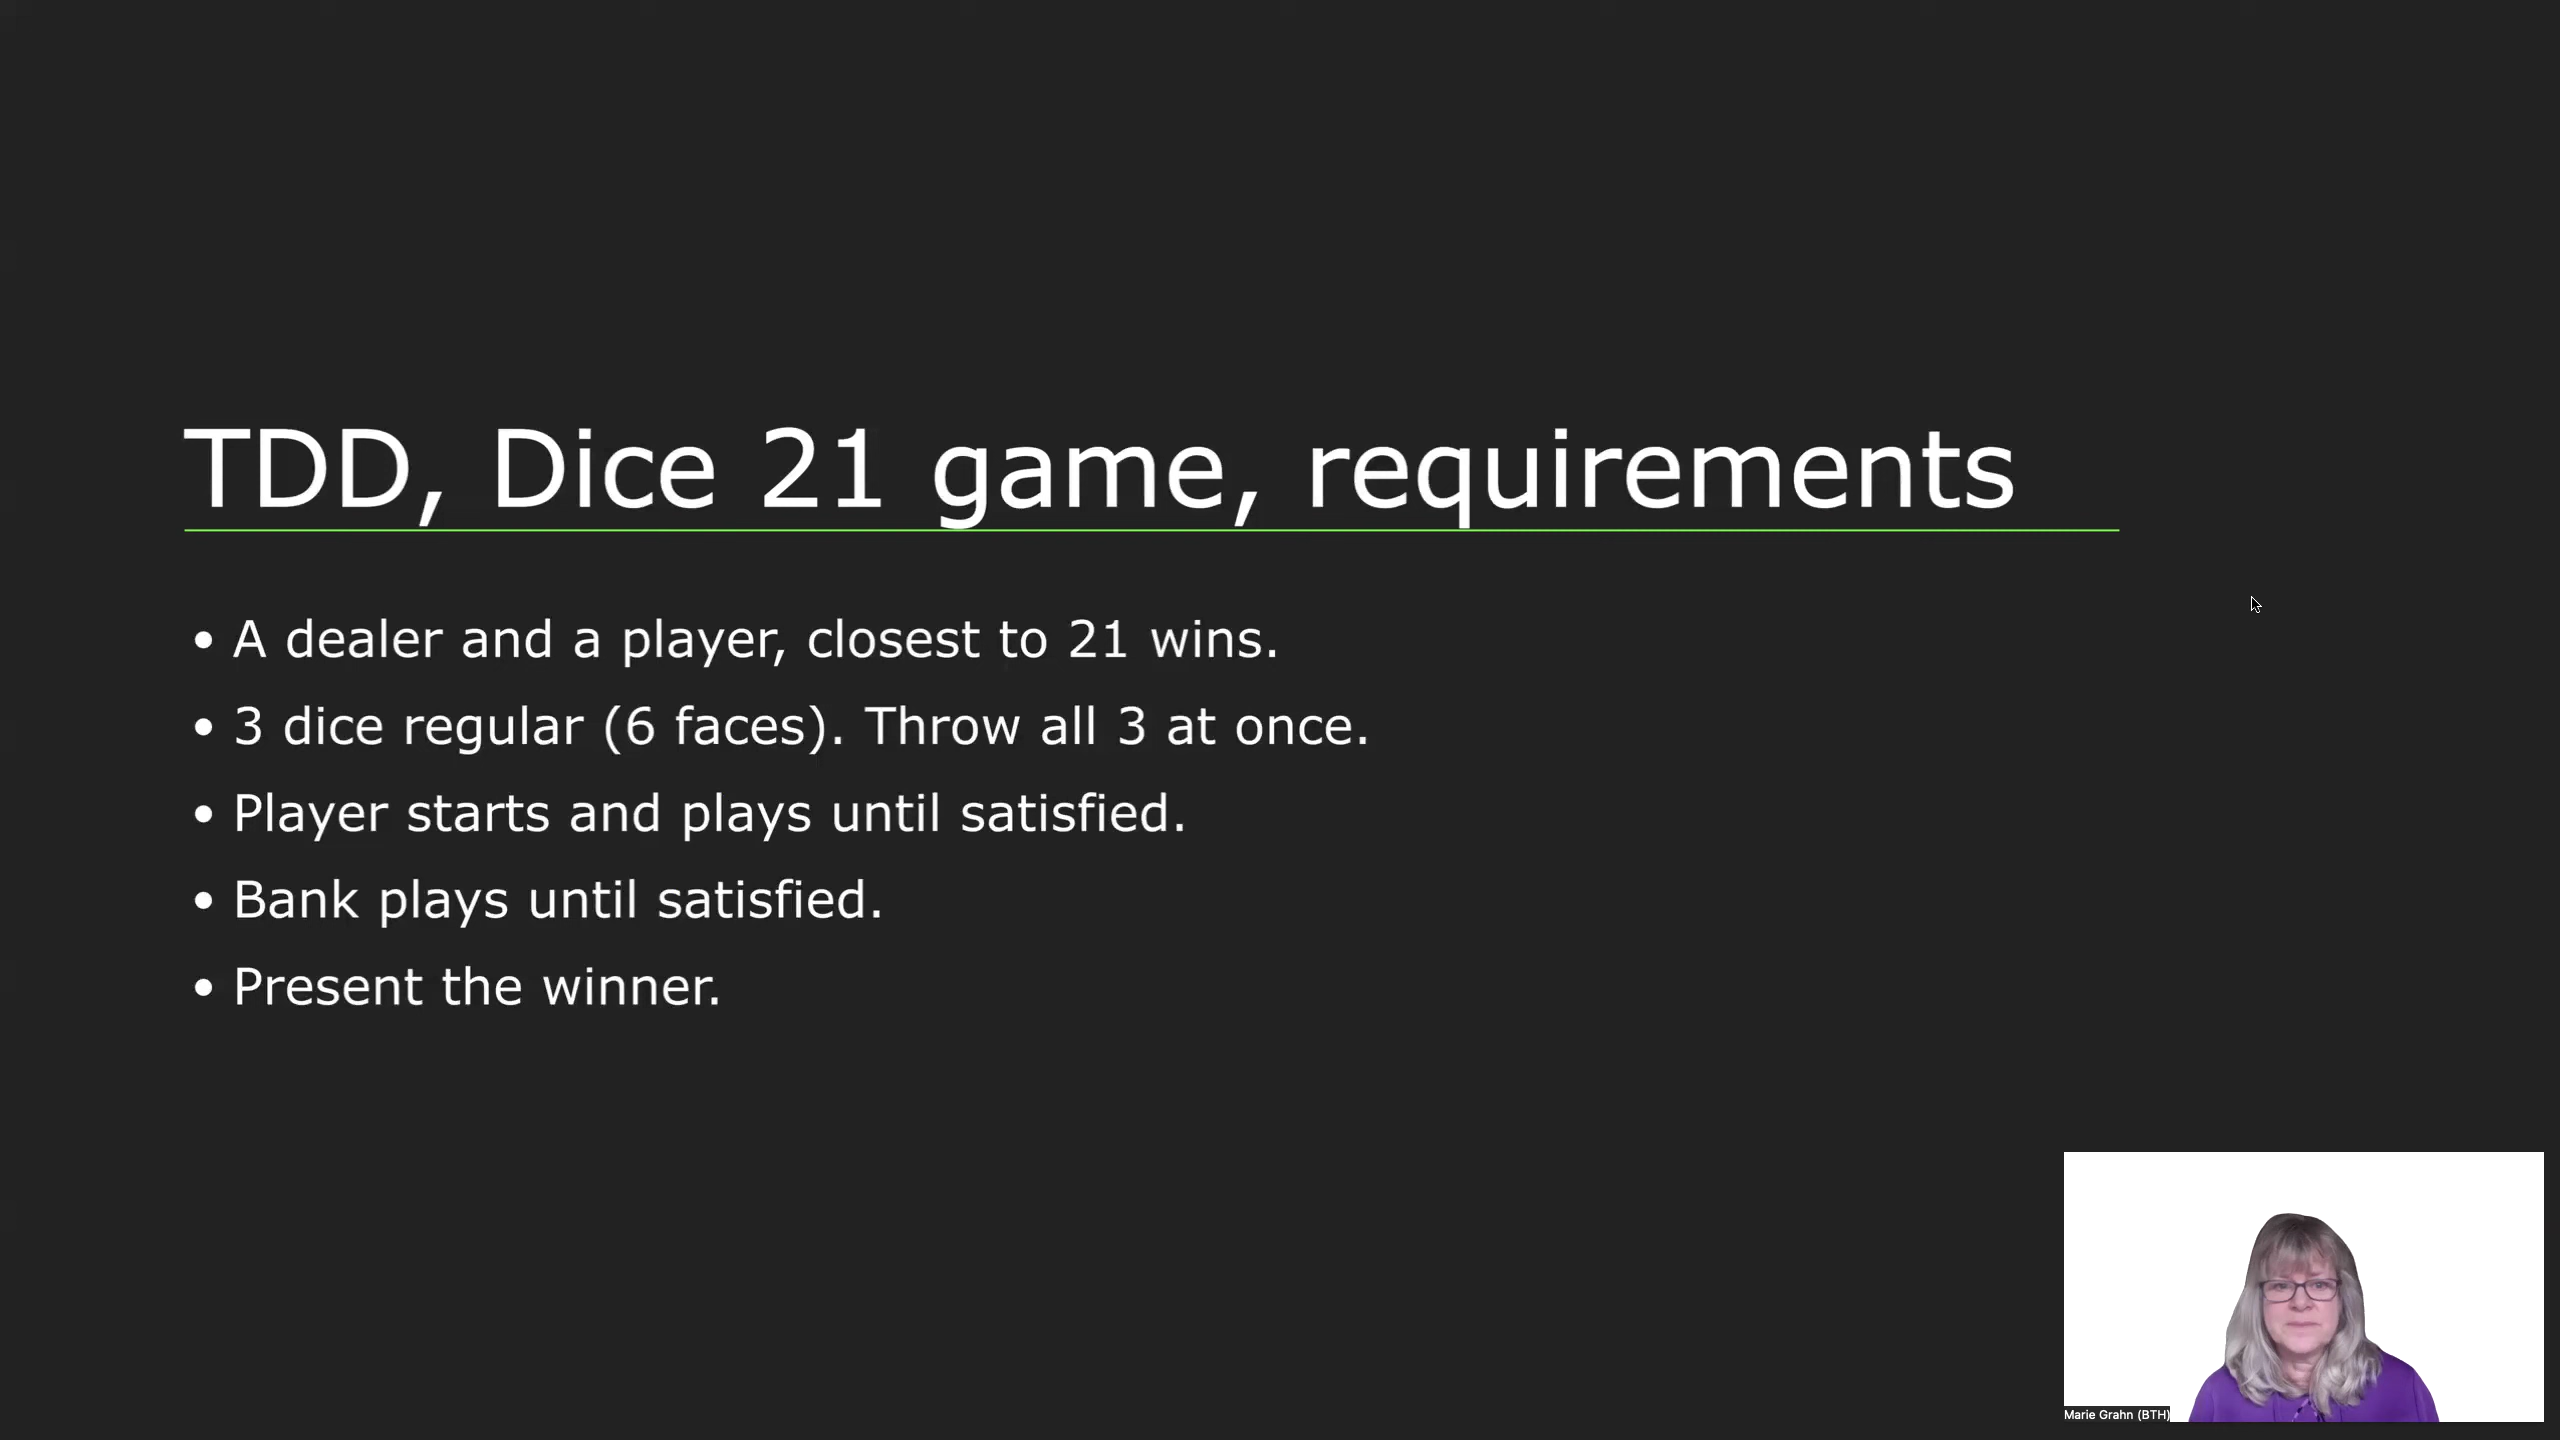 TDD, Dice 21 game, requirements
• A dealer and a player, closest to 21 wins.
• 3 dice regular (6 faces). Throw all 3 at once.
• Player starts and plays until satisfied.
• Bank plays until satisfied.
• Present the winner.
Marie Grahn (BTH)